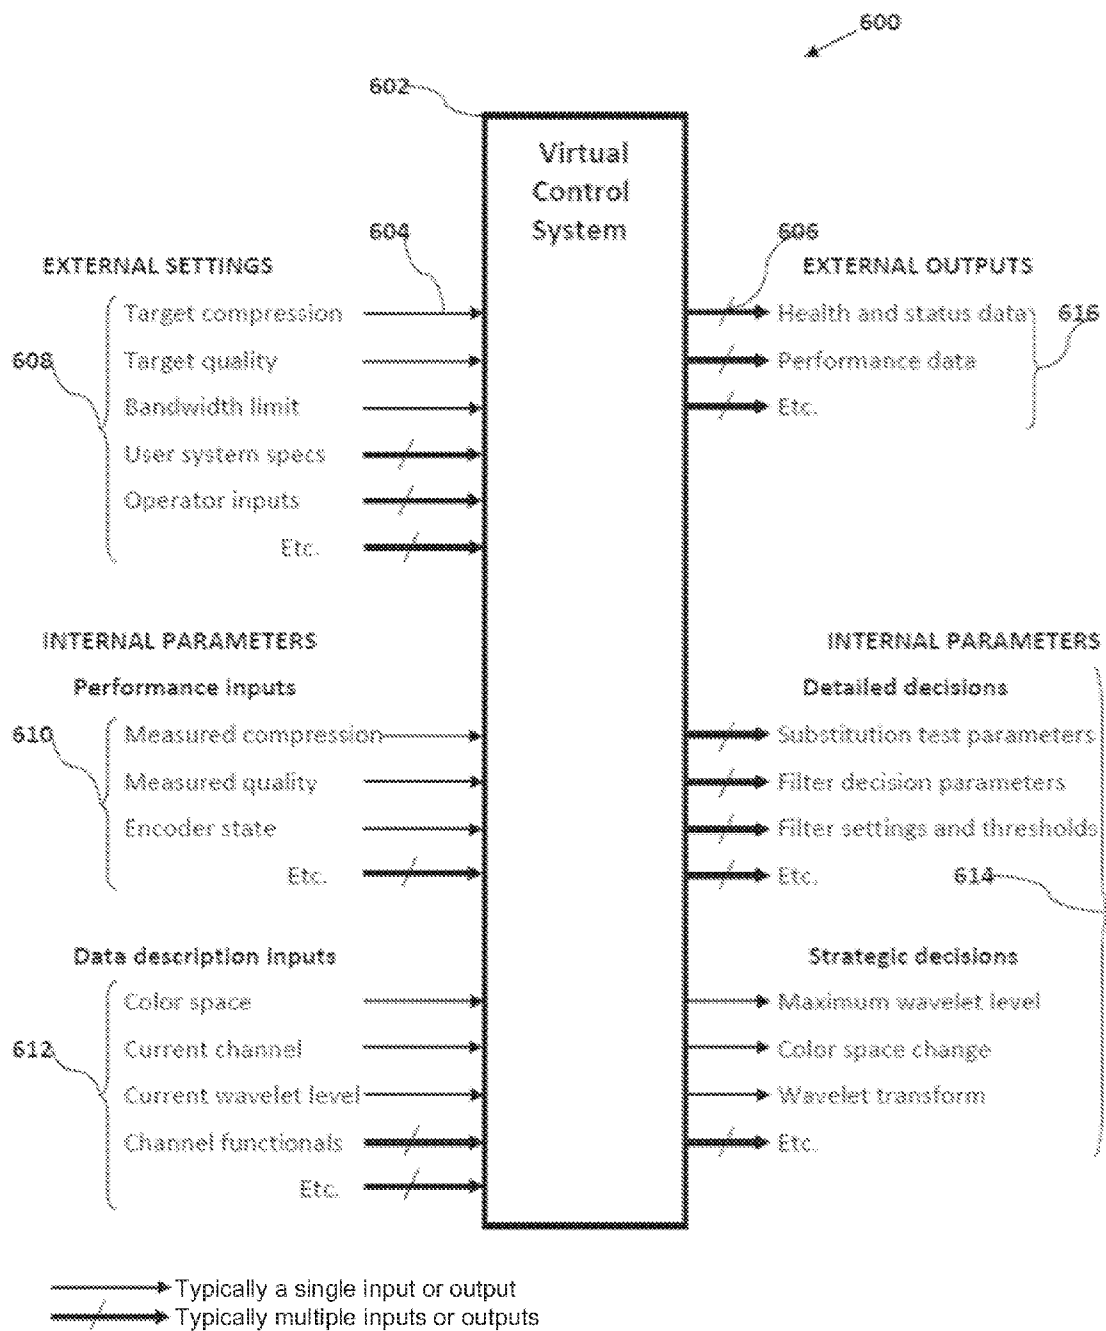 600
602
Virtual
Control
System
604
606
EXTERNAL SETTINGS
608
Target compression
Target quality
Bandwidth limit
User system specs
Operator inputs
Etc.
EXTERNAL OUTPUTS
Health and status data
616
Performance data
Etc.
INTERNAL PARAMETERS
Performance inputs
610
Measured compression
Measured quality
Encoder state
Etc.
Data description inputs
612
Color space
Current channel
Current wavelet level
Channel functionals
Etc.
INTERNAL PARAMETERS
Detailed decisions
Substitution test parameters
Filter decision parameters
Filter settings and thresholds
Etc.
614
Strategic decisions
Maximum wavelet level
Color space change
Wavelet transform
Etc.
Typically a single input or output
Typically multiple inputs or outputs